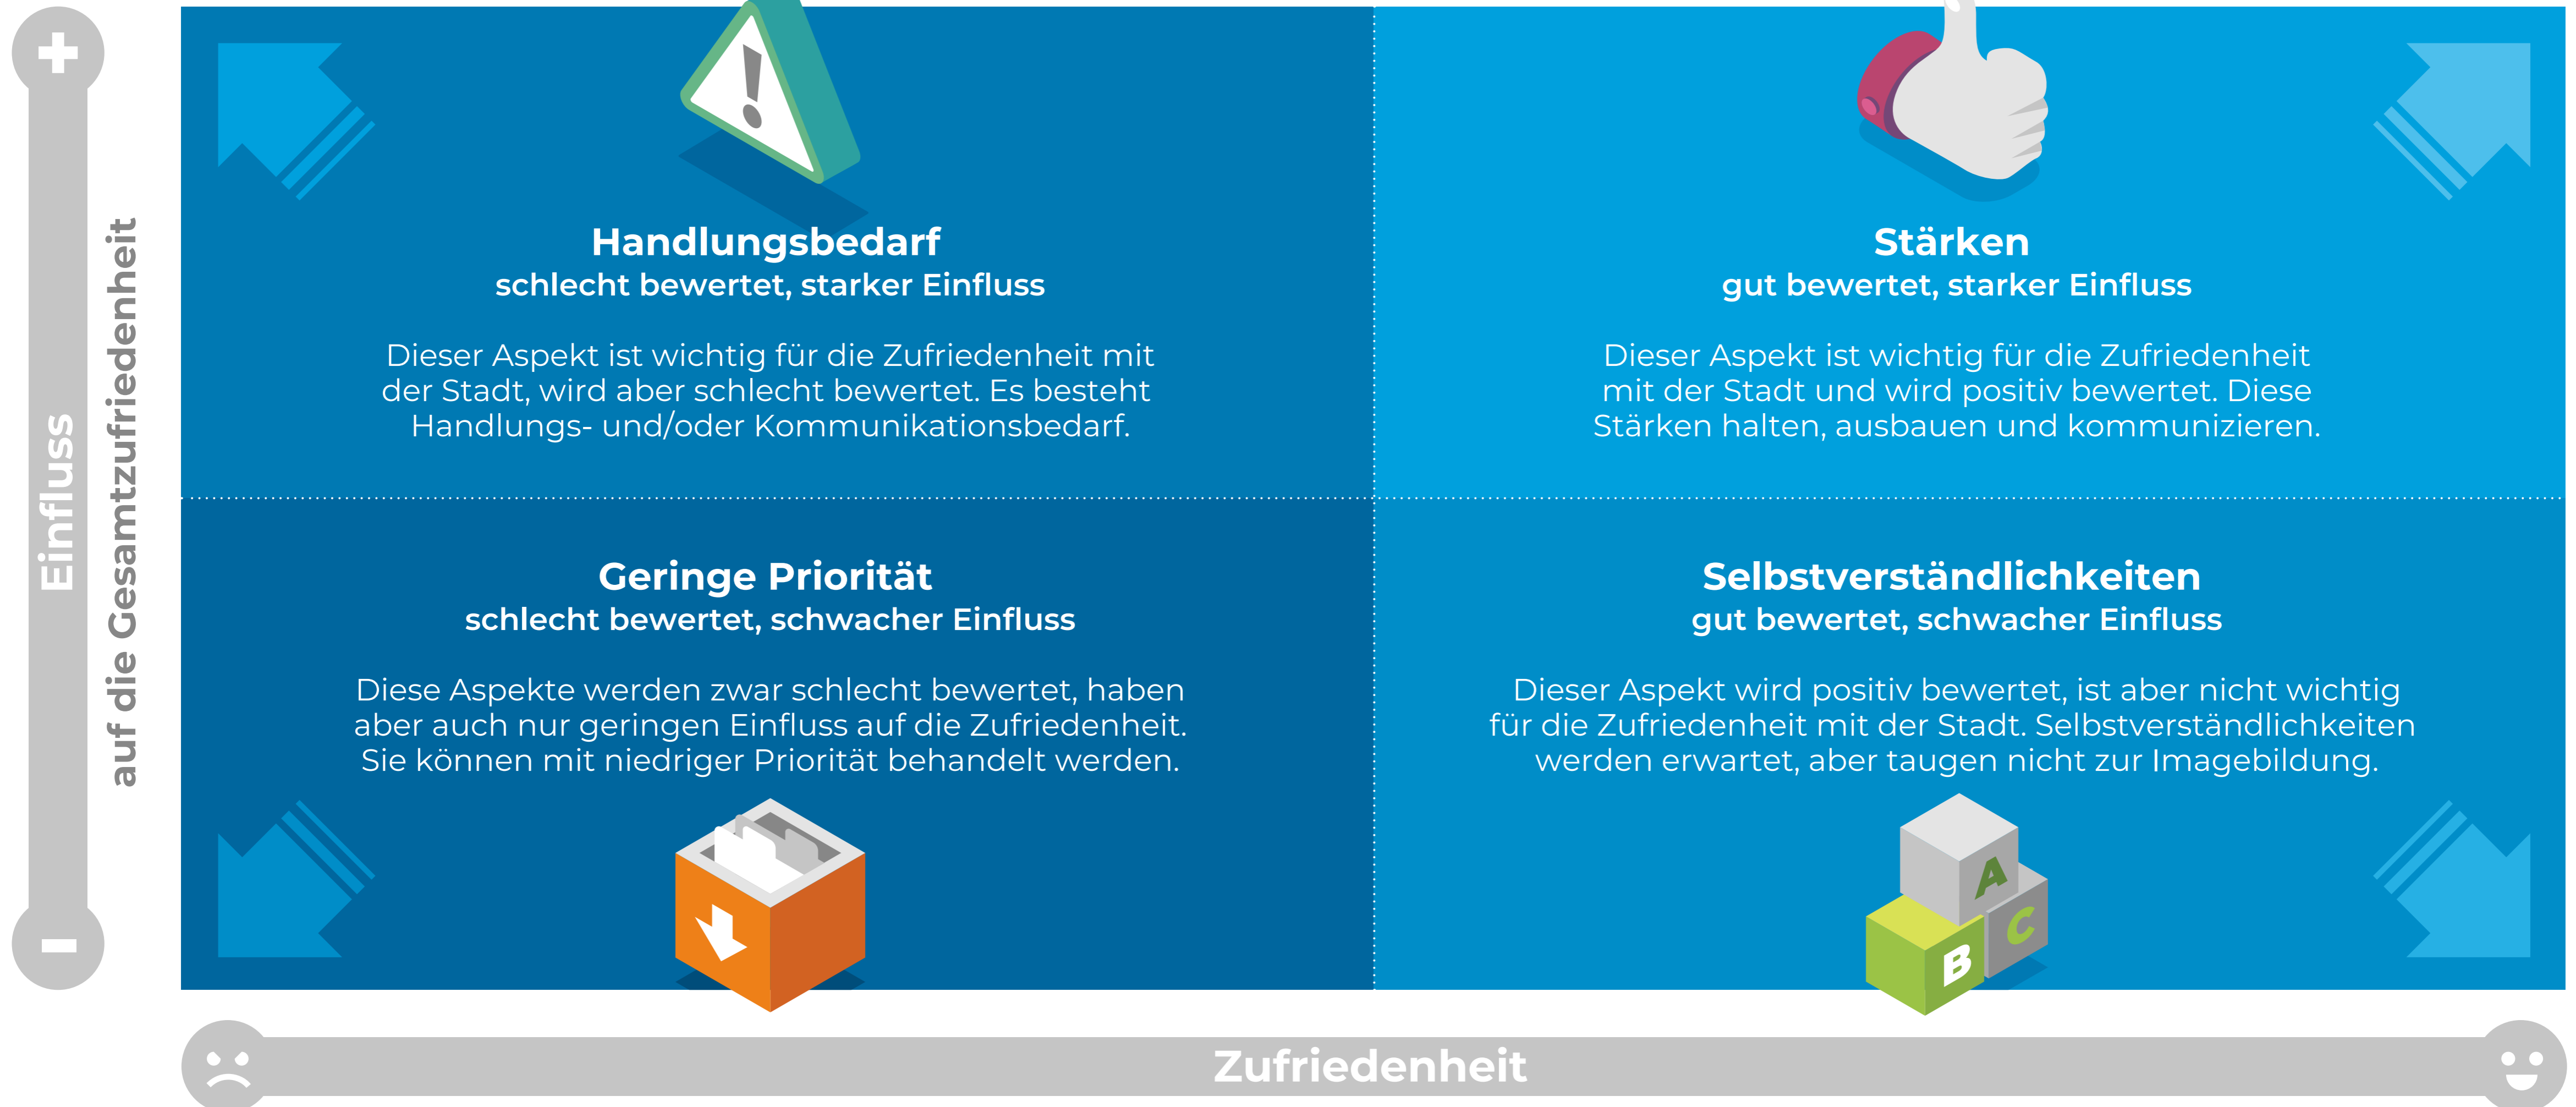 Einfluss
auf die Gesamtzufriedenheit
Handlungsbedarf
schlecht bewertet, starker Einfluss
Dieser Aspekt ist wichtig für die Zufriedenheit mit
der Stadt, wird aber schlecht bewertet. Es besteht
Handlungs- und/oder Kommunikationsbedarf.
Stärken
gut bewertet, starker Einfluss
Dieser Aspekt ist wichtig für die Zufriedenheit
mit der Stadt und wird positiv bewertet. Diese
Stärken halten, ausbauen und kommunizieren.
Geringe Priorität
schlecht bewertet, schwacher Einfluss
Diese Aspekte werden zwar schlecht bewertet, haben
aber auch nur geringen Einfluss auf die Zufriedenheit.
Sie können mit niedriger Priorität behandelt werden.
Selbstverständlichkeiten
gut bewertet, schwacher Einfluss
Dieser Aspekt wird positiv bewertet, ist aber nicht wichtig
für die Zufriedenheit mit der Stadt. Selbstverständlichkeiten
werden erwartet, aber taugen nicht zur Imagebildung.
A
B
C
Zufriedenheit